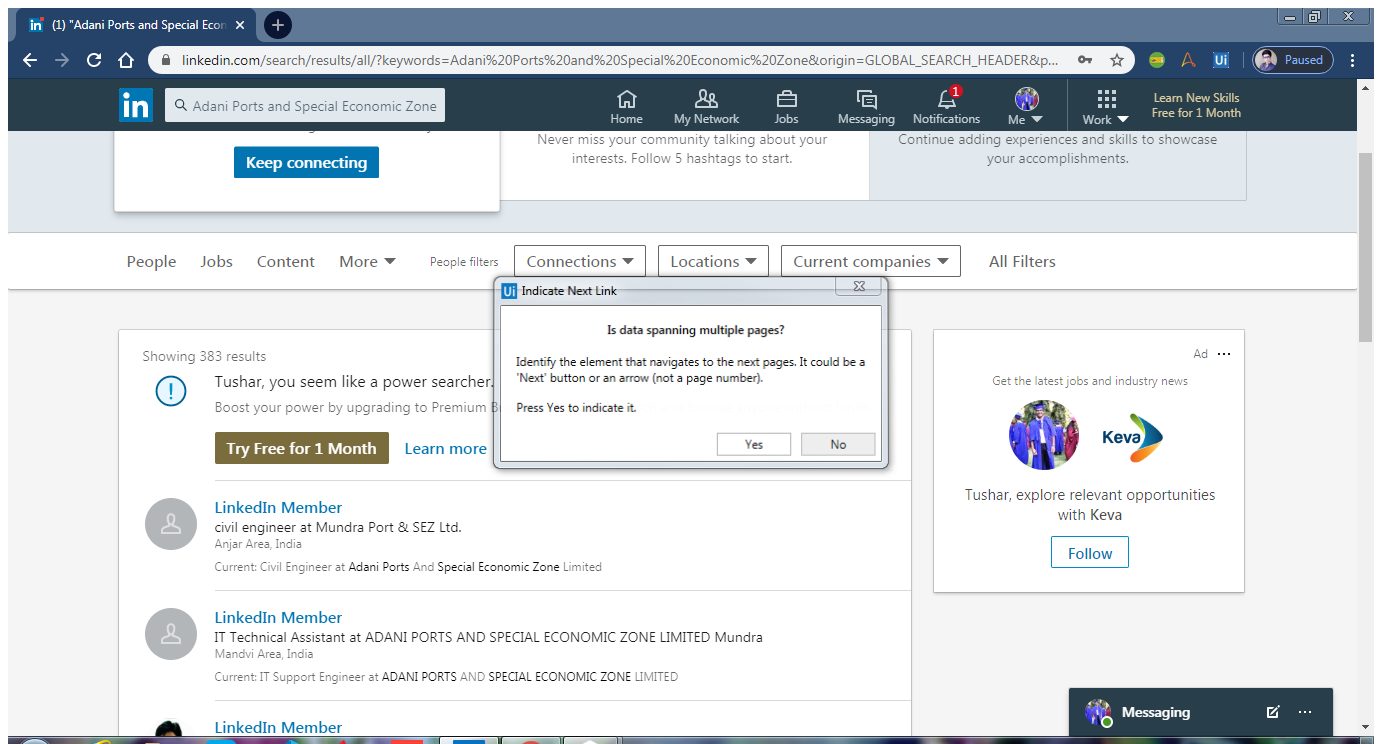 in (1) "Adani Ports and Special Econ
linkedin.com/search/results/all/?keywords=Adani%20Ports%20and%20Special%20Economic%20Zone&origin=GLOBAL_SEARCH_HEADER&p...
Ui
Paused
in
Adani Ports and Special Economic Zone
Home
My Network
Jobs
Messaging
1
Notifications
Me
Work
Learn New Skills
Free for 1 Month
Keep connecting
Never miss your community talking about your
interests. Follow 5 hashtags to start.
Continue adding experiences and skills to showcase
your accomplishments.
People Jobs Content More People filters Connections Locations Current companies All Filters
Ui Indicate Next Link
Is data spanning multiple pages?
Identify the element that navigates to the next pages. It could be a
'Next' button or an arrow (not a page number).
Press Yes to indicate it.
Yes No
Showing 383 results
Tushar, you seem like a power searcher.
Boost your power by upgrading to Premium B
Try Free for 1 Month Learn more
LinkedIn Member
civil engineer at Mundra Port & SEZ Ltd.
Anjar Area, India
Current: Civil Engineer at Adani Ports And Special Economic Zone Limited
LinkedIn Member
IT Technical Assistant at ADANI PORTS AND SPECIAL ECONOMIC ZONE LIMITED Mundra
Mandvi Area, India
Current: IT Support Engineer at ADANI PORTS AND SPECIAL ECONOMIC ZONE LIMITED
LinkedIn Member
Ad ...
Get the latest jobs and industry news
Keva
Tushar, explore relevant opportunities
with Keva
Follow
Messaging